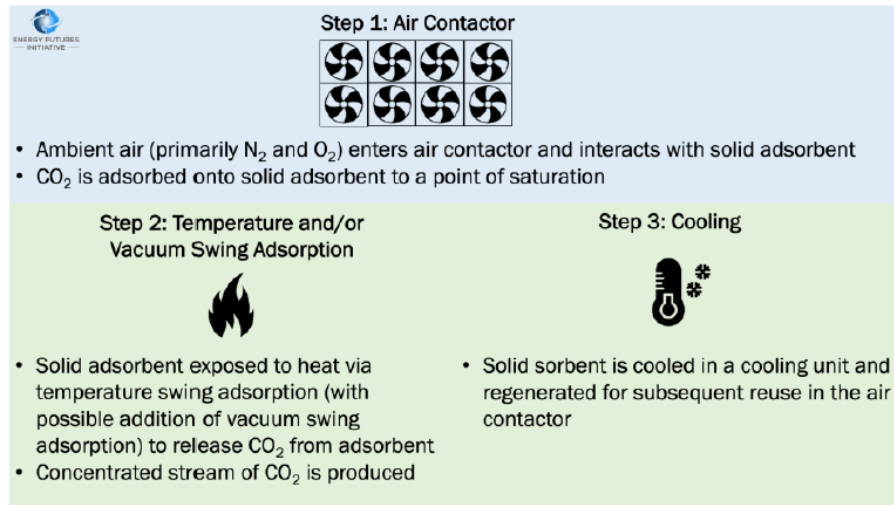 Step 1: Air Contactor
ENERGY FUTURES
INITIATIVE
• Ambient air (primarily N₂ and O₂) enters air contactor and interacts with solid adsorbent
• CO₂ is adsorbed onto solid adsorbent to a point of saturation
Step 2: Temperature and/or
Vacuum Swing Adsorption
• Solid adsorbent exposed to heat via
temperature swing adsorption (with
possible addition of vacuum swing
adsorption) to release CO₂ from adsorbent
• Concentrated stream of CO₂ is produced
Step 3: Cooling
• Solid sorbent is cooled in a cooling unit and
regenerated for subsequent reuse in the air
contactor